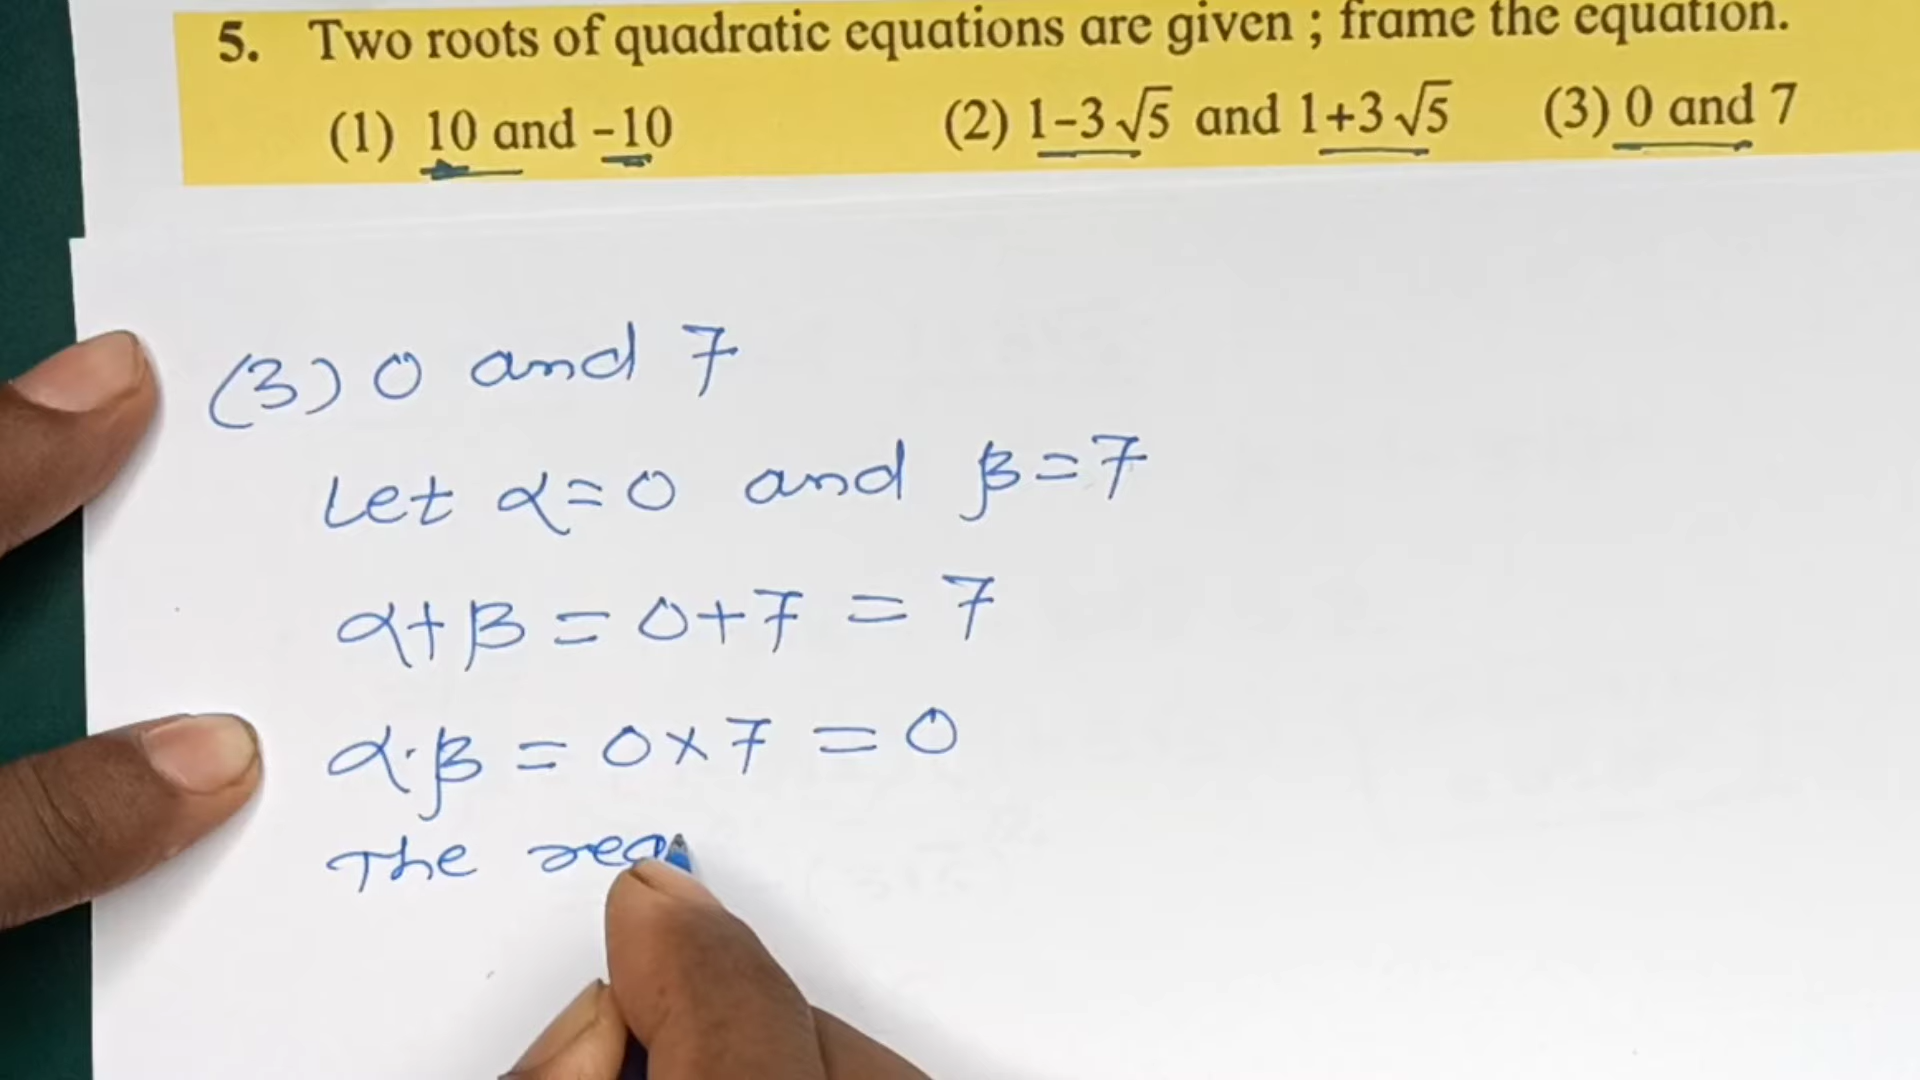 5. Two roots of quadratic equations are given ; frame the equation.
(1) 10 and -10 (2) 1-3√5 and 1+3√5 (3) 0 and 7
(3) 0 and 7
Let α=0 and β=7
α+β = 0+7 = 7
α·β = 0×7 = 0
The